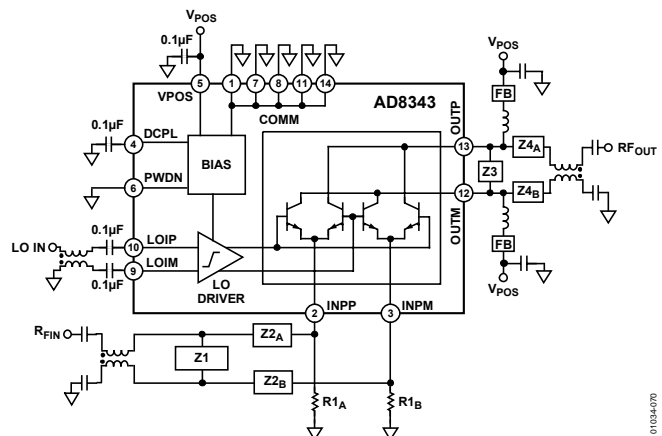 VPOS
0.1µF
5
1
7
8
11
14
VPOS
COMM
AD8343
VPOS
FB
OUTP
13
Z4A
RFOUT
0.1µF
4
DCPL
BIAS
Z3
6
PWDN
12
Z4B
OUTM
FB
VPOS
0.1µF
LO IN
10
LOIP
9
LOIM
0.1µF
LO
DRIVER
INPP
INPM
2
3
RFIN
Z1
Z2A
Z2B
R1A
R1B
01034-070